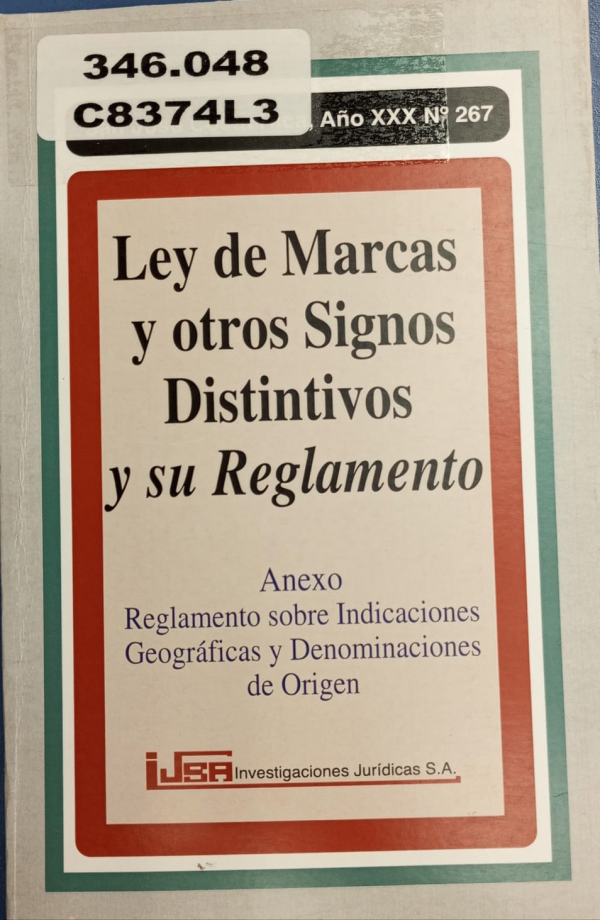 346.048
C8374L3
Año XXX Nº 267
Ley de Marcas
y otros Signos
Distintivos
y su Reglamento
Anexo
Reglamento sobre Indicaciones
Geográficas y Denominaciones
de Origen
IJSA Investigaciones Jurídicas S.A.